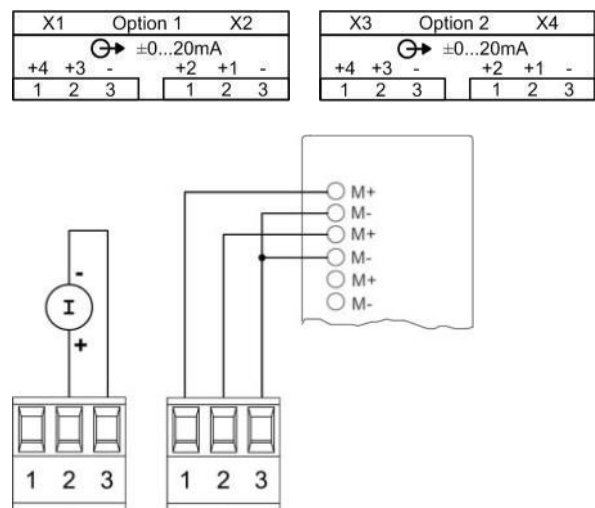 X1 Option 1 X2
±0...20mA
+4 +3 - +2 +1 -
1 2 3 1 2 3
X3 Option 2 X4
±0...20mA
+4 +3 - +2 +1 -
1 2 3 1 2 3
M+
M-
M+
M-
M+
M-
-
I
+
1 2 3
1 2 3